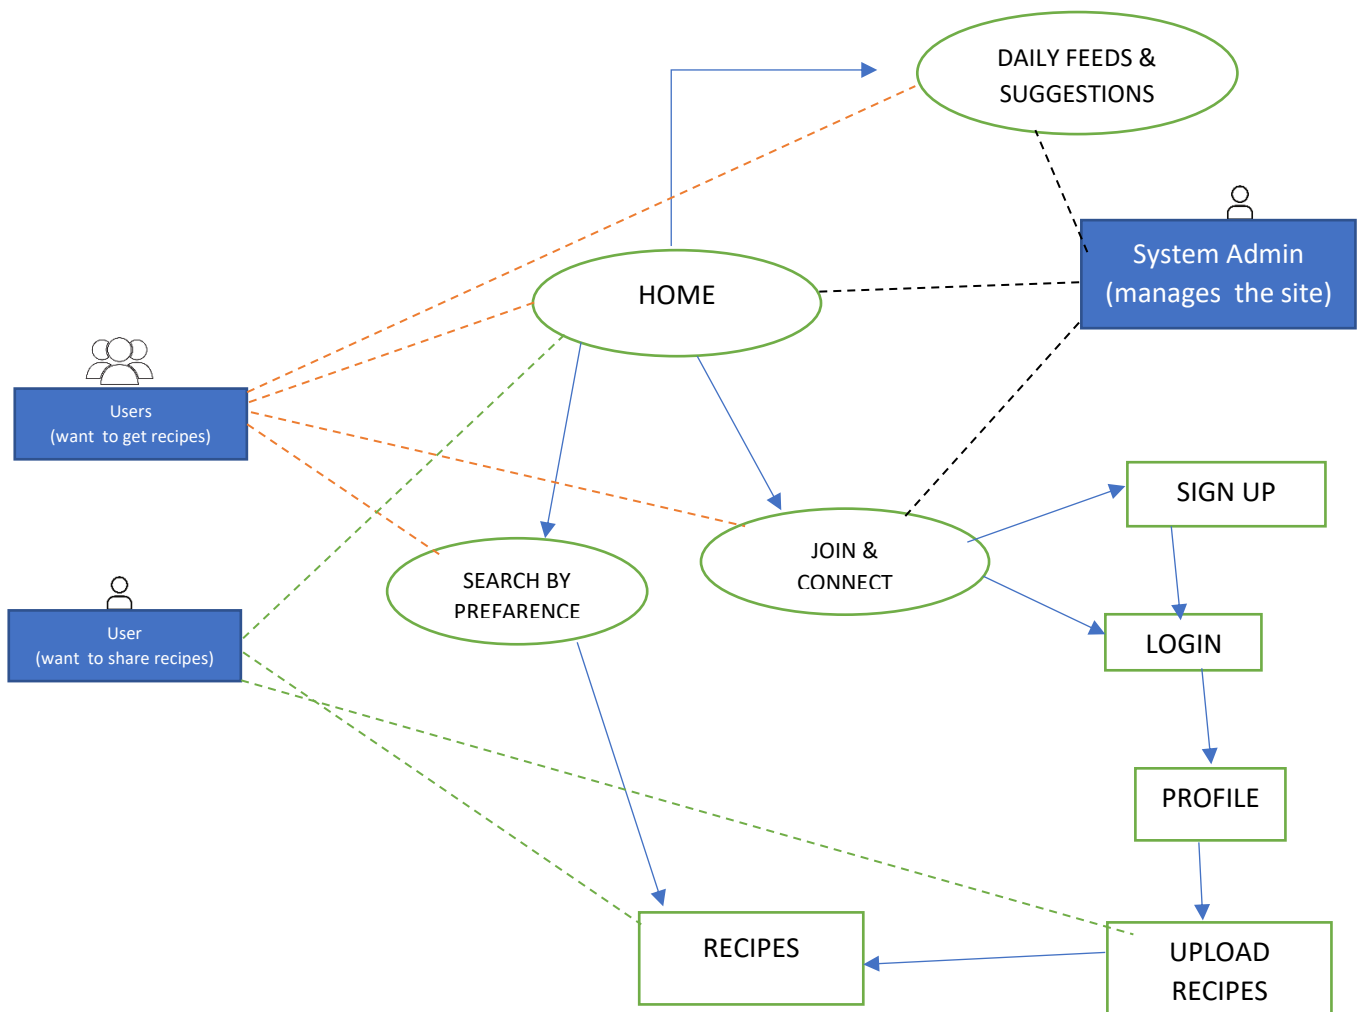 DAILY FEEDS &
SUGGESTIONS
System Admin
(manages the site)
HOME
Users
(want to get recipes)
SIGN UP
JOIN &
CONNECT
SEARCH BY
PREFARENCE
User
(want to share recipes)
LOGIN
PROFILE
RECIPES
UPLOAD
RECIPES